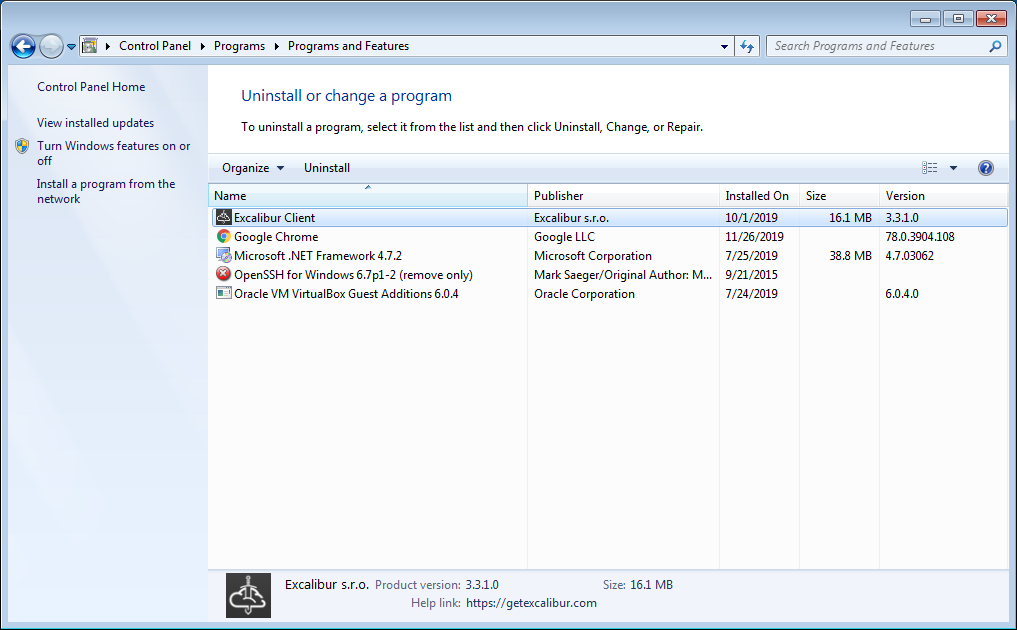 Control Panel Programs Programs and Features Search Programs and Features
Control Panel Home
View installed updates
Turn Windows features on or
off
Install a program from the
network
Uninstall or change a program
To uninstall a program, select it from the list and then click Uninstall, Change, or Repair.
Organize Uninstall
Name Publisher Installed On Size Version
Excalibur Client Excalibur s.r.o. 10/1/2019 16.1 MB 3.3.1.0
Google Chrome Google LLC 11/26/2019 78.0.3904.108
Microsoft .NET Framework 4.7.2 Microsoft Corporation 7/25/2019 38.8 MB 4.7.03062
OpenSSH for Windows 6.7p1-2 (remove only) Mark Saeger/Original Author: M... 9/21/2015
Oracle VM VirtualBox Guest Additions 6.0.4 Oracle Corporation 7/24/2019 6.0.4.0
Excalibur s.r.o. Product version: 3.3.1.0 Size: 16.1 MB
Help link: https://getexcalibur.com